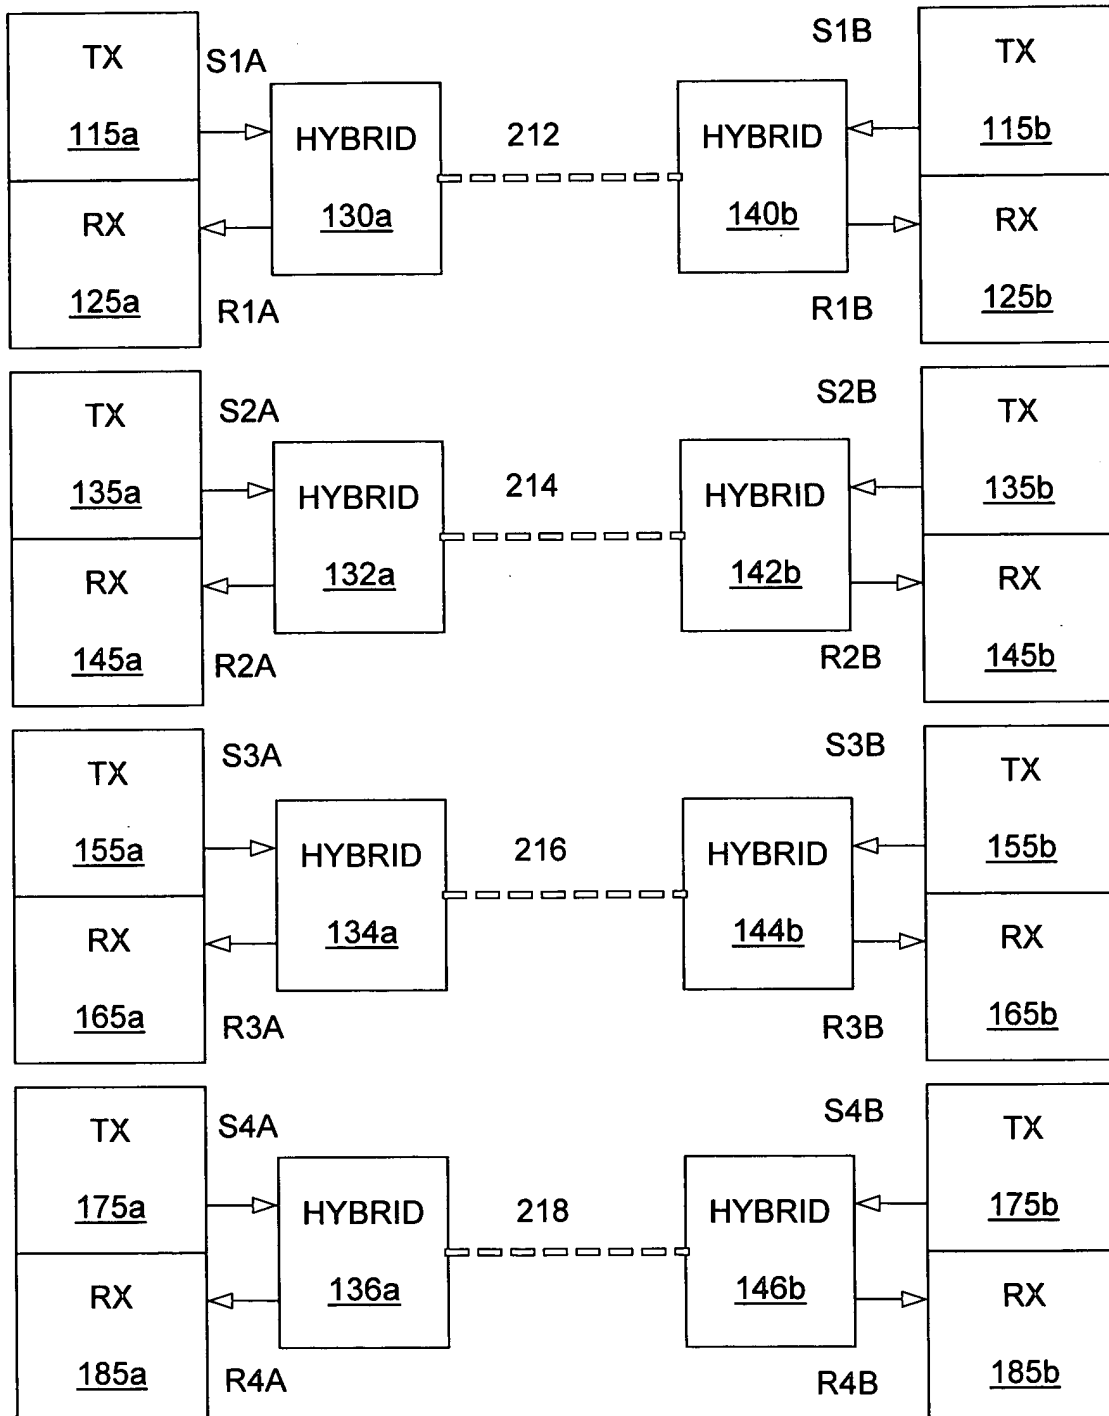 TX
115a
RX
125a
S1A
R1A
HYBRID
130a
212
HYBRID
140b
S1B
R1B
TX
115b
RX
125b
TX
135a
RX
145a
S2A
R2A
HYBRID
132a
214
HYBRID
142b
S2B
R2B
TX
135b
RX
145b
TX
155a
RX
165a
S3A
R3A
HYBRID
134a
216
HYBRID
144b
S3B
R3B
TX
155b
RX
165b
TX
175a
RX
185a
S4A
R4A
HYBRID
136a
218
HYBRID
146b
S4B
R4B
TX
175b
RX
185b